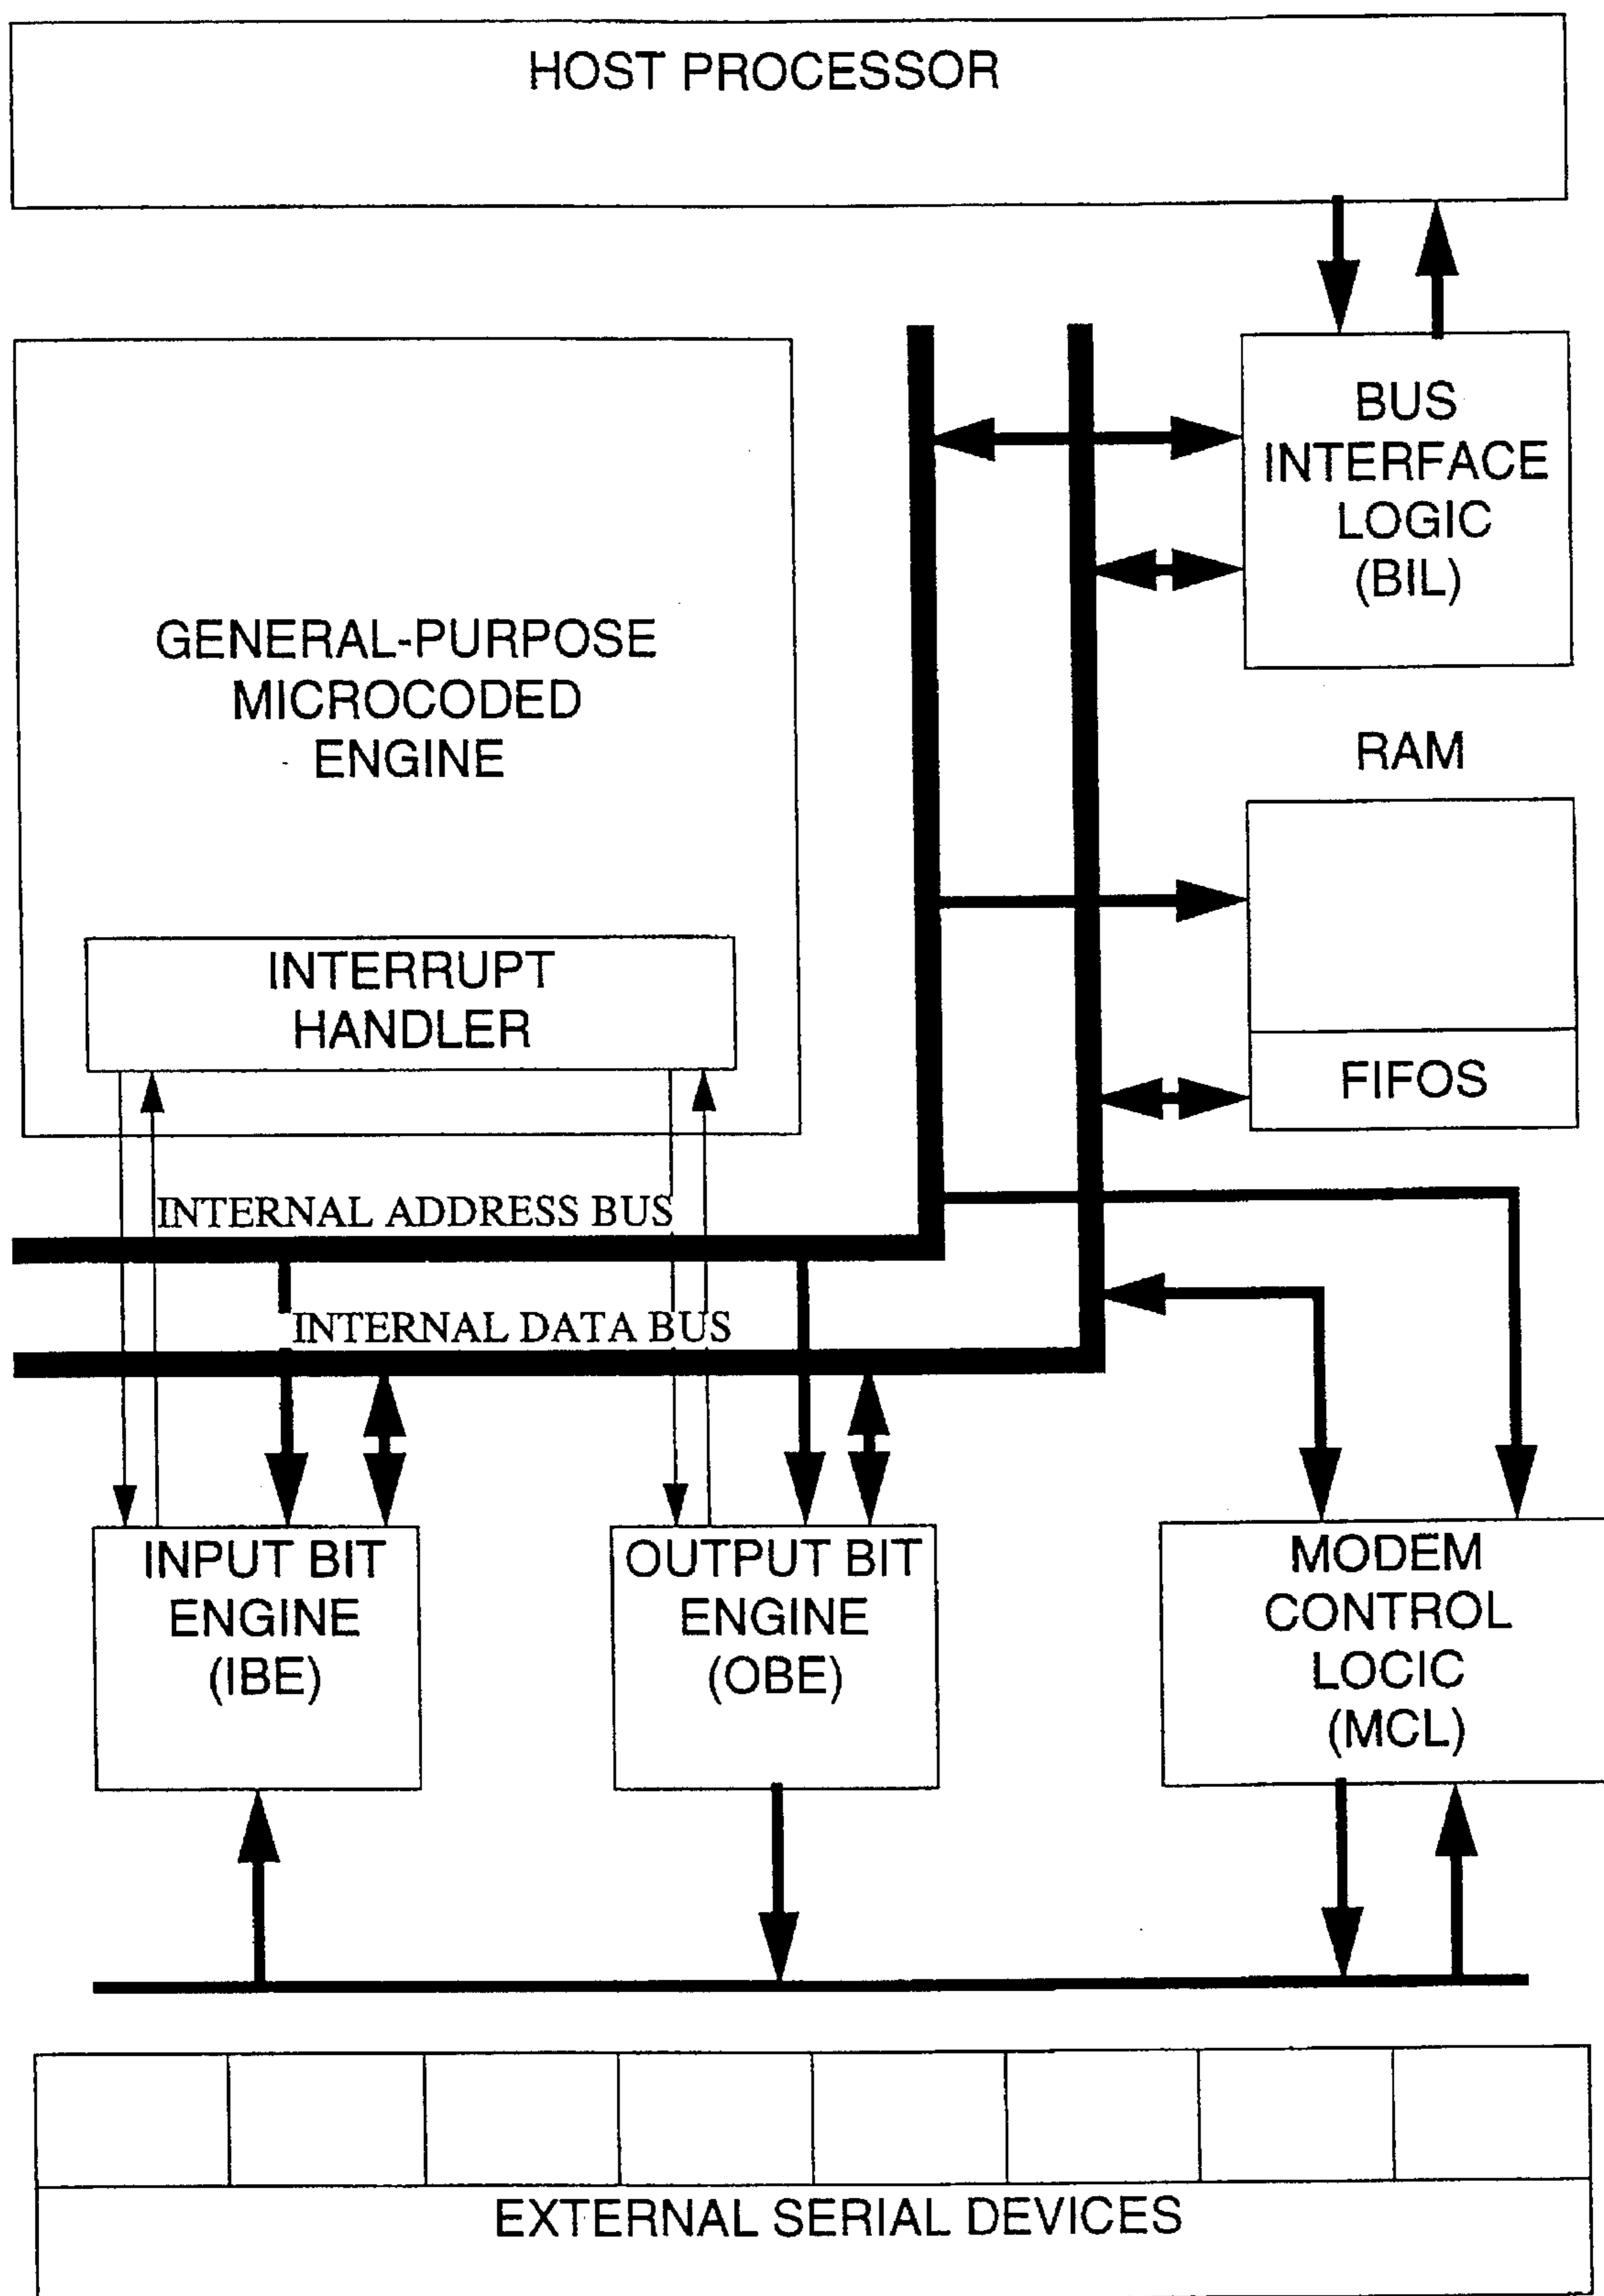 HOST PROCESSOR
BUS
INTERFACE
LOGIC
(BIL)
GENERAL-PURPOSE
MICROCODED
ENGINE
RAM
INTERRUPT
HANDLER
FIFOS
INTERNAL ADDRESS BUS
INTERNAL DATA BUS
INPUT BIT
ENGINE
(IBE)
OUTPUT BIT
ENGINE
(OBE)
MODEM
CONTROL
LOCIC
(MCL)
EXTERNAL SERIAL DEVICES